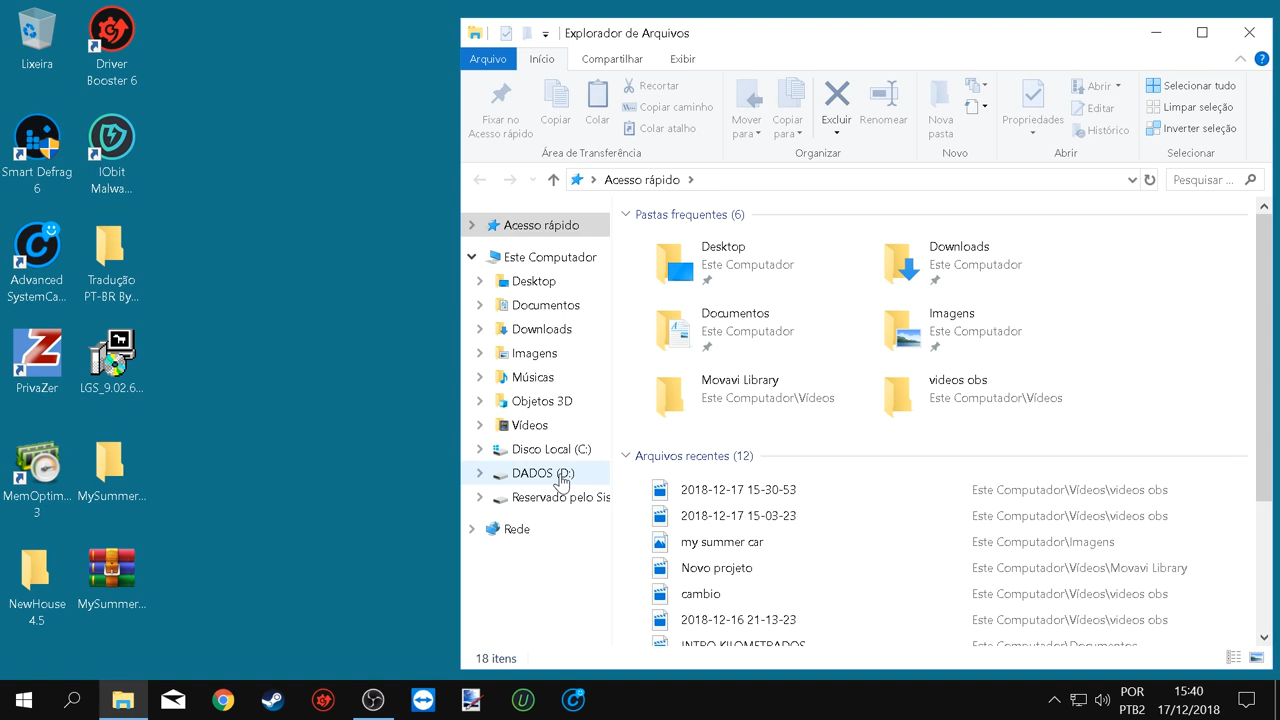 Lixeira
Driver
Booster 6
Smart Defrag
6
IObit
Malwa...
Advanced
SystemCa...
Tradução
PT-BR By...
PrivaZer
LGS_9.02.6...
MemOptim...
3
MySummer...
NewHouse
4.5
MySummer...
Explorador de Arquivos
Arquivo
Início
Compartilhar
Exibir
Fixar no
Acesso rápido
Copiar
Colar
Recortar
Copiar caminho
Colar atalho
Área de Transferência
Mover
para
Copiar
para
Excluir
Renomear
Organizar
Nova
pasta
Novo
Propriedades
Abrir
Editar
Histórico
Abrir
Selecionar tudo
Limpar seleção
Inverter seleção
Selecionar
Acesso rápido
Pesquisar ...
Acesso rápido
Este Computador
Desktop
Documentos
Downloads
Imagens
Músicas
Objetos 3D
Vídeos
Disco Local (C:)
DADOS (D:)
Reservado pelo Sis
Rede
Pastas frequentes (6)
Desktop
Este Computador
Downloads
Este Computador
Documentos
Este Computador
Imagens
Este Computador
Movavi Library
Este Computador\Vídeos
videos obs
Este Computador\Vídeos
Arquivos recentes (12)
2018-12-17 15-30-53 Este Computador\Vídeos\videos obs
2018-12-17 15-03-23 Este Computador\Vídeos\videos obs
my summer car Este Computador\Imagens
Novo projeto Este Computador\Vídeos\Movavi Library
cambio Este Computador\Vídeos\videos obs
2018-12-16 21-13-23 Este Computador\Vídeos\videos obs
INTRO KILOMETRADOS Este Computador\Documentos
18 itens
POR
PTB2
15:40
17/12/2018